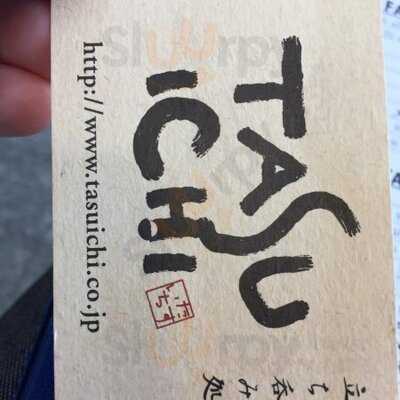 TASU
ICHI
http://www.tasuichi.co.jp
立ち呑み処